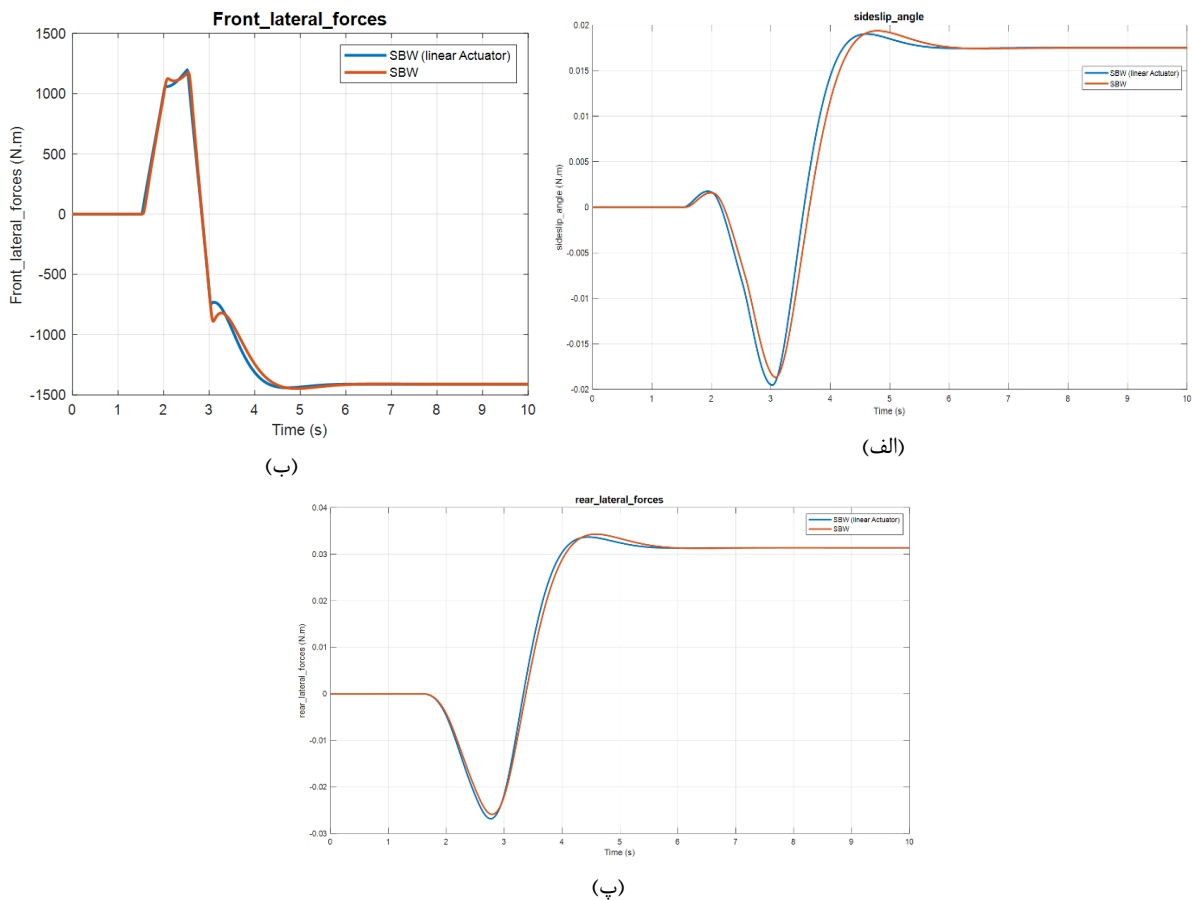 Front_lateral_forces
1500
1000
500
0
-500
-1000
-1500
Front_lateral_forces (N.m)
SBW (linear Actuator)
SBW
0 1 2 3 4 5 6 7 8 9 10
Time (s)
(ب)
sideslip_angle
0.02
0.015
0.01
0.005
0
-0.005
-0.01
-0.015
-0.02
sideslip_angle (N.m)
SBW (linear Actuator)
SBW
0 1 2 3 4 5 6 7 8 9 10
Time (s)
(الف)
rear_lateral_forces
0.04
0.03
0.02
0.01
0
-0.01
-0.02
-0.03
rear_lateral_forces (N.m)
SBW (linear Actuator)
SBW
0 1 2 3 4 5 6 7 8 9 10
Time (s)
(پ)